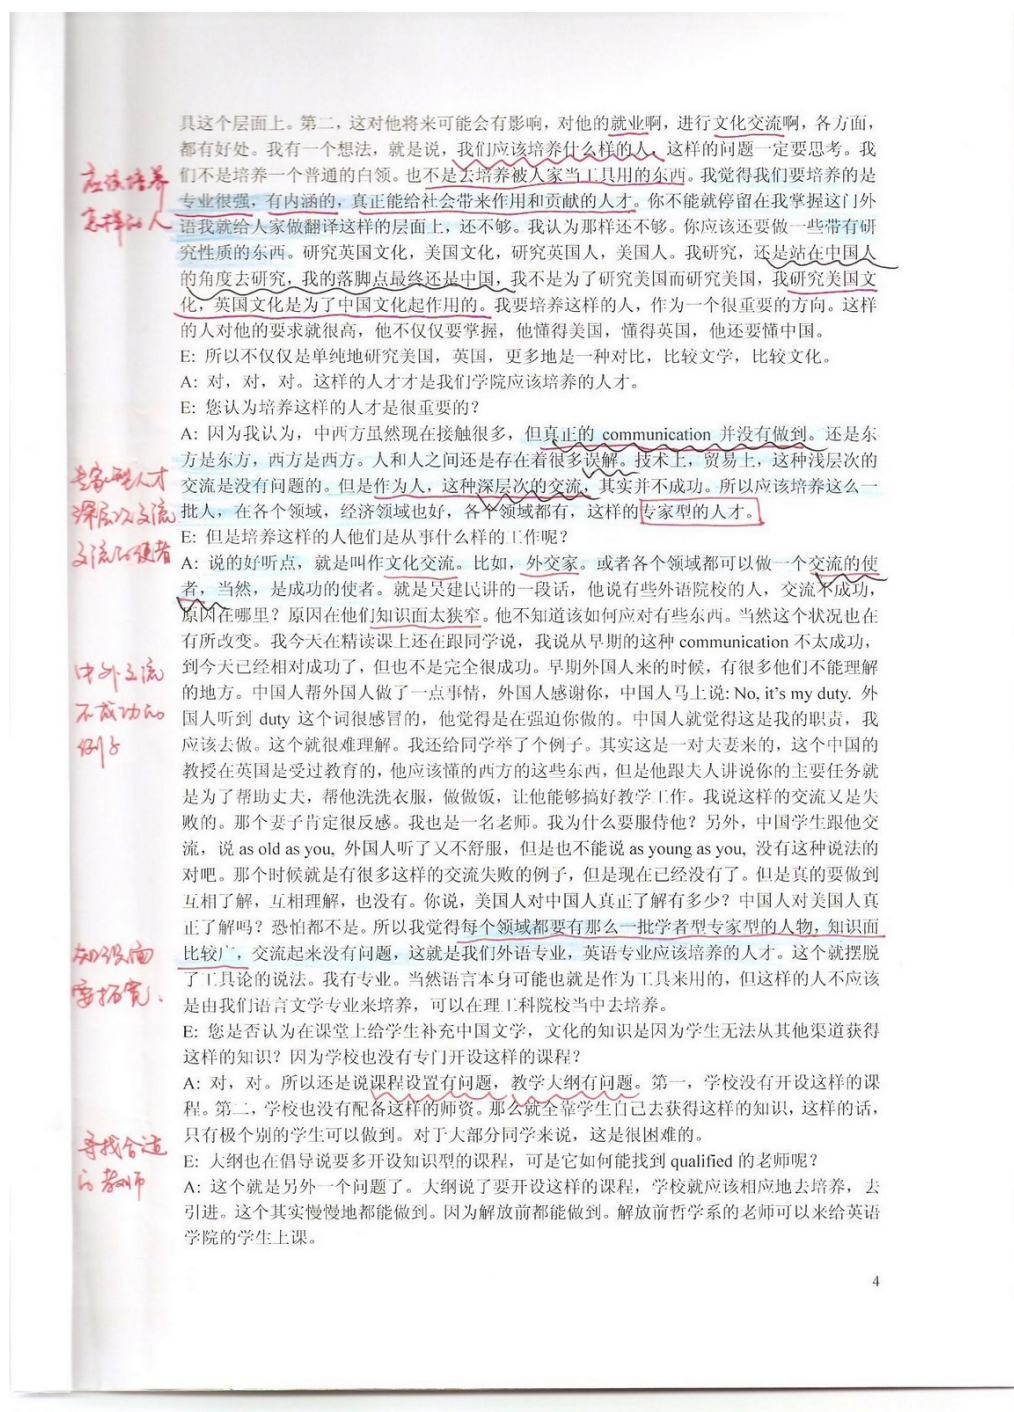 具这个层面上。第二，这对他将来可能会有影响，对他的就业啊，进行文化交流啊，各方面，
都有好处。我有一个想法，就是说，我们应该培养什么样的人，这样的问题一定要思考。我
们不是培养一个普通的白领。也不是去培养被人家当工具用的东西。我觉得我们要培养的是
应该培养
怎样的人
专业很强，有内涵的，真正能给社会带来作用和贡献的人才。你不能就停留在我掌握这门外
语我就给人家做翻译这样的层面上，还不够。我认为那样还不够。你应该还要做一些带有研
究性质的东西。研究英国文化，美国文化，研究英国人，美国人。我研究，还是站在中国人
的角度去研究，我的落脚点最终还是中国，我不是为了研究美国而研究美国，我研究美国文
化，英国文化是为了中国文化起作用的。我要培养这样的人，作为一个很重要的方向。这样
的人对他的要求就很高，他不仅仅要掌握，他懂得美国，懂得英国，他还要懂中国。
E: 所以不仅仅是单纯地研究美国，英国，更多地是一种对比，比较文学，比较文化。
A: 对，对，对。这样的人才才是我们学院应该培养的人才。
E: 您认为培养这样的人才是很重要的？
A: 因为我认为，中西方虽然现在接触很多，但真正的 communication 并没有做到。还是东
方是东方，西方是西方。人和人之间还是存在着很多误解。技术上，贸易上，这种浅层次的
交流是没有问题的。但是作为人，这种深层次的交流，其实并不成功。所以应该培养这么一
批人，在各个领域，经济领域也好，各个领域都有，这样的专家型的人才。
专家型人才
深层次交流
交流的使者
E: 但是培养这样的人他们是从事什么样的工作呢？
A: 说的好听点，就是叫作文化交流。比如，外交家。或者各个领域都可以做一个交流的使
者，当然，是成功的使者。就是吴建民讲的一段话，他说有些外语院校的人，交流不成功，
原因在哪里？原因在他们知识面太狭窄。他不知道该如何应对有些东西。当然这个状况也在
有所改变。我今天在精读课上还在跟同学说，我说从早期的这种 communication 不太成功，
到今天已经相对成功了，但也不是完全很成功。早期外国人来的时候，有很多他们不能理解
的地方。中国人帮外国人做了一点事情，外国人感谢你，中国人马上说: No, it's my duty. 外
国人听到 duty 这个词很感冒的，他觉得是在强迫你做的。中国人就觉得这是我的职责，我
应该去做。这个就很难理解。我还给同学举了个例子。其实这是一对夫妻来的，这个中国的
中外交流
不成功的
例子
教授在英国是受过教育的，他应该懂的西方的这些东西，但是他跟夫人讲说你的主要任务就
是为了帮助丈夫，帮他洗洗衣服，做做饭，让他能够搞好教学工作。我说这样的交流又是失
败的。那个妻子肯定很反感。我也是一名老师。我为什么要服侍他？另外，中国学生跟他交
流，说 as old as you, 外国人听了又不舒服，但是也不能说 as young as you, 没有这种说法的
对吧。那个时候就是有很多这样的交流失败的例子，但是现在已经没有了。但是真的要做到
互相了解，互相理解，也没有。你说，美国人对中国人真正了解有多少？中国人对美国人真
正了解吗？恐怕都不是。所以我觉得每个领域都要有那么一批学者型专家型的人物，知识面
比较广，交流起来没有问题，这就是我们外语专业，英语专业应该培养的人才。这个就摆脱
了工具论的说法。我有专业。当然语言本身可能也就是作为工具来用的，但这样的人不应该
是由我们语言文学专业来培养，可以在理工科院校当中去培养。
知识面
需拓宽、
E: 您是否认为在课堂上给学生补充中国文学，文化的知识是因为学生无法从其他渠道获得
这样的知识？因为学校也没有专门开设这样的课程？
A: 对，对。所以还是说课程设置有问题，教学大纲有问题。第一，学校没有开设这样的课
程。第二，学校也没有配备这样的师资。那么就全靠学生自己去获得这样的知识，这样的话，
只有极个别的学生可以做到。对于大部分同学来说，这是很困难的。
E: 大纲也在倡导说要多开设知识型的课程，可是它如何能找到 qualified 的老师呢？
寻找合适
的教师
A: 这个就是另外一个问题了。大纲说了要开设这样的课程，学校就应该相应地去培养，去
引进。这个其实慢慢地都能做到。因为解放前都能做到。解放前哲学系的老师可以来给英语
学院的学生上课。
4